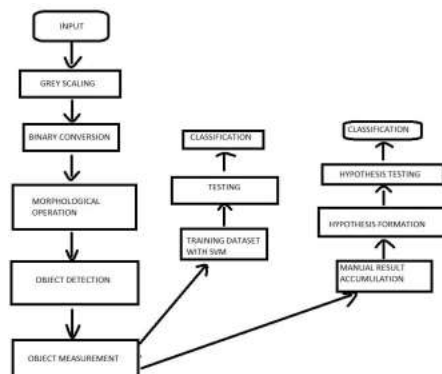 INPUT
GREY SCALING
BINARY CONVERSION
MORPHOLOGICAL
OPERATION
OBJECT DETECTION
OBJECT MEASUREMENT
CLASSIFICATION
TESTING
TRAINING DATASET
WITH SVM
CLASSIFICATION
HYPOTHESIS TESTING
HYPOTHESIS FORMATION
MANUAL RESULT
ACCUMULATION